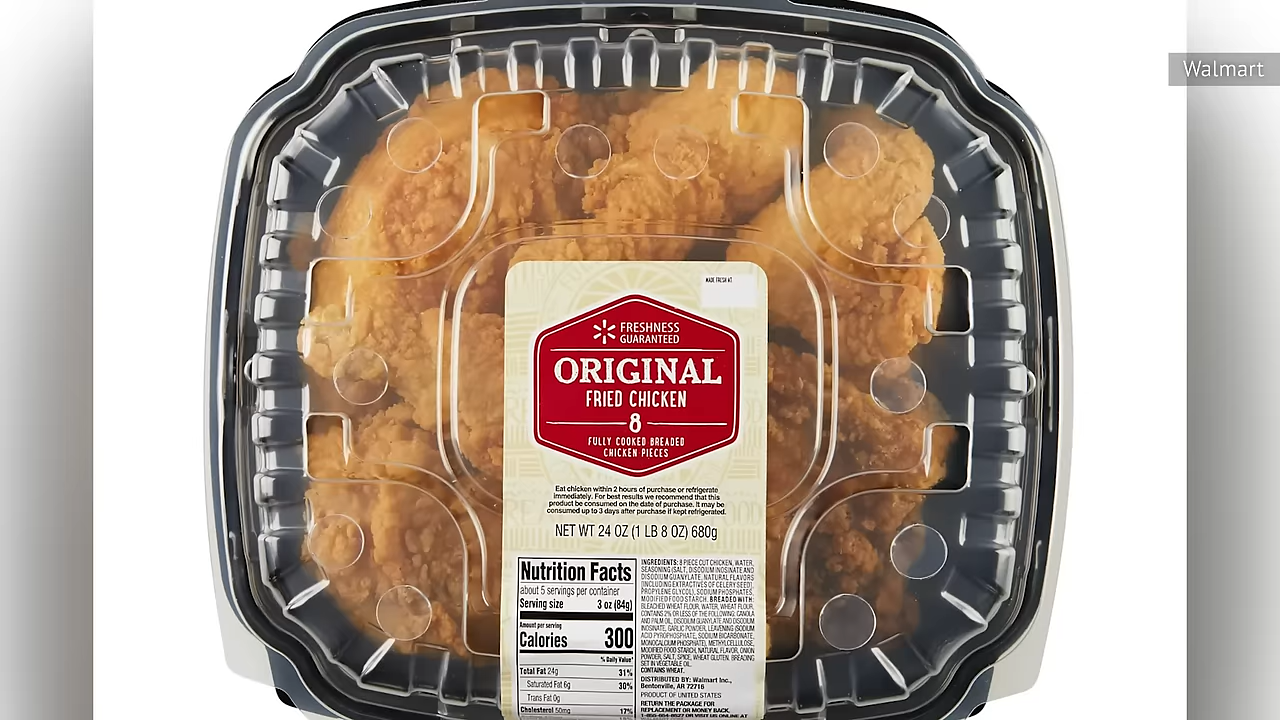 Walmart
MADE FRESH AT
FRESHNESS
GUARANTEED
ORIGINAL
FRIED CHICKEN
8
FULLY COOKED BREADED
CHICKEN PIECES
Eat chicken within 2 hours of purchase or refrigerate
immediately. For best results we recommend that this
product be consumed on the date of purchase. It may be
consumed up to 3 days after purchase if kept refrigerated.
NET WT 24 OZ (1 LB 8 OZ) 680g
Nutrition Facts
about 5 servings per container
Serving size 3 oz (84g)
Amount per serving
Calories 300
% Daily Value*
Total Fat 24g 31%
Saturated Fat 6g 30%
Trans Fat 0g
Cholesterol 50mg 17%
INGREDIENTS: 8 PIECE CUT CHICKEN, WATER,
SEASONING (SALT, DISODIUM INOSINATE AND
DISODIUM GUANYLATE, NATURAL FLAVORS
(INCLUDING EXTRACTIVES OF CELERY SEED),
PROPYLENE GLYCOL), SODIUM PHOSPHATES,
MODIFIED FOOD STARCH. BREADED WITH:
BLEACHED WHEAT FLOUR, WATER, WHEAT FLOUR,
CONTAINS 2% OR LESS OF THE FOLLOWING: CANOLA
AND PALM OIL, DISODIUM GUANYLATE AND DISODIUM
INOSINATE, GARLIC POWDER, LEAVENING (SODIUM
ACID PYROPHOSPHATE, SODIUM BICARBONATE,
MONOCALCIUM PHOSPHATE), METHYLCELLULOSE,
MODIFIED FOOD STARCH, NATURAL FLAVOR, ONION
POWDER, SALT, SPICE, WHEAT GLUTEN. BREADING
SET IN VEGETABLE OIL.
CONTAINS WHEAT.
DISTRIBUTED BY: Walmart Inc.,
Bentonville, AR 72716
PRODUCT OF UNITED STATES
RETURN THE PACKAGE FOR
REPLACEMENT OR MONEY BACK.
1-855-664-8627 OR VISIT US ONLINE AT